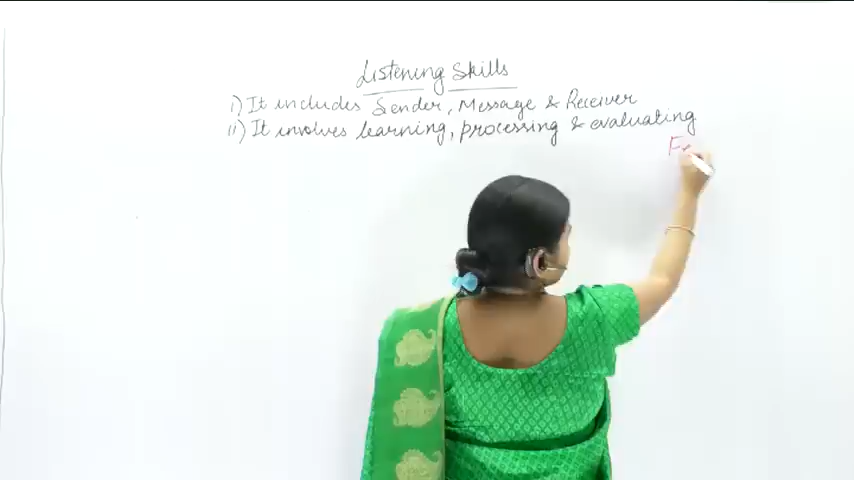 Listening Skills
i) It includes Sender, Message & Receiver
ii) It involves learning, processing & evaluating